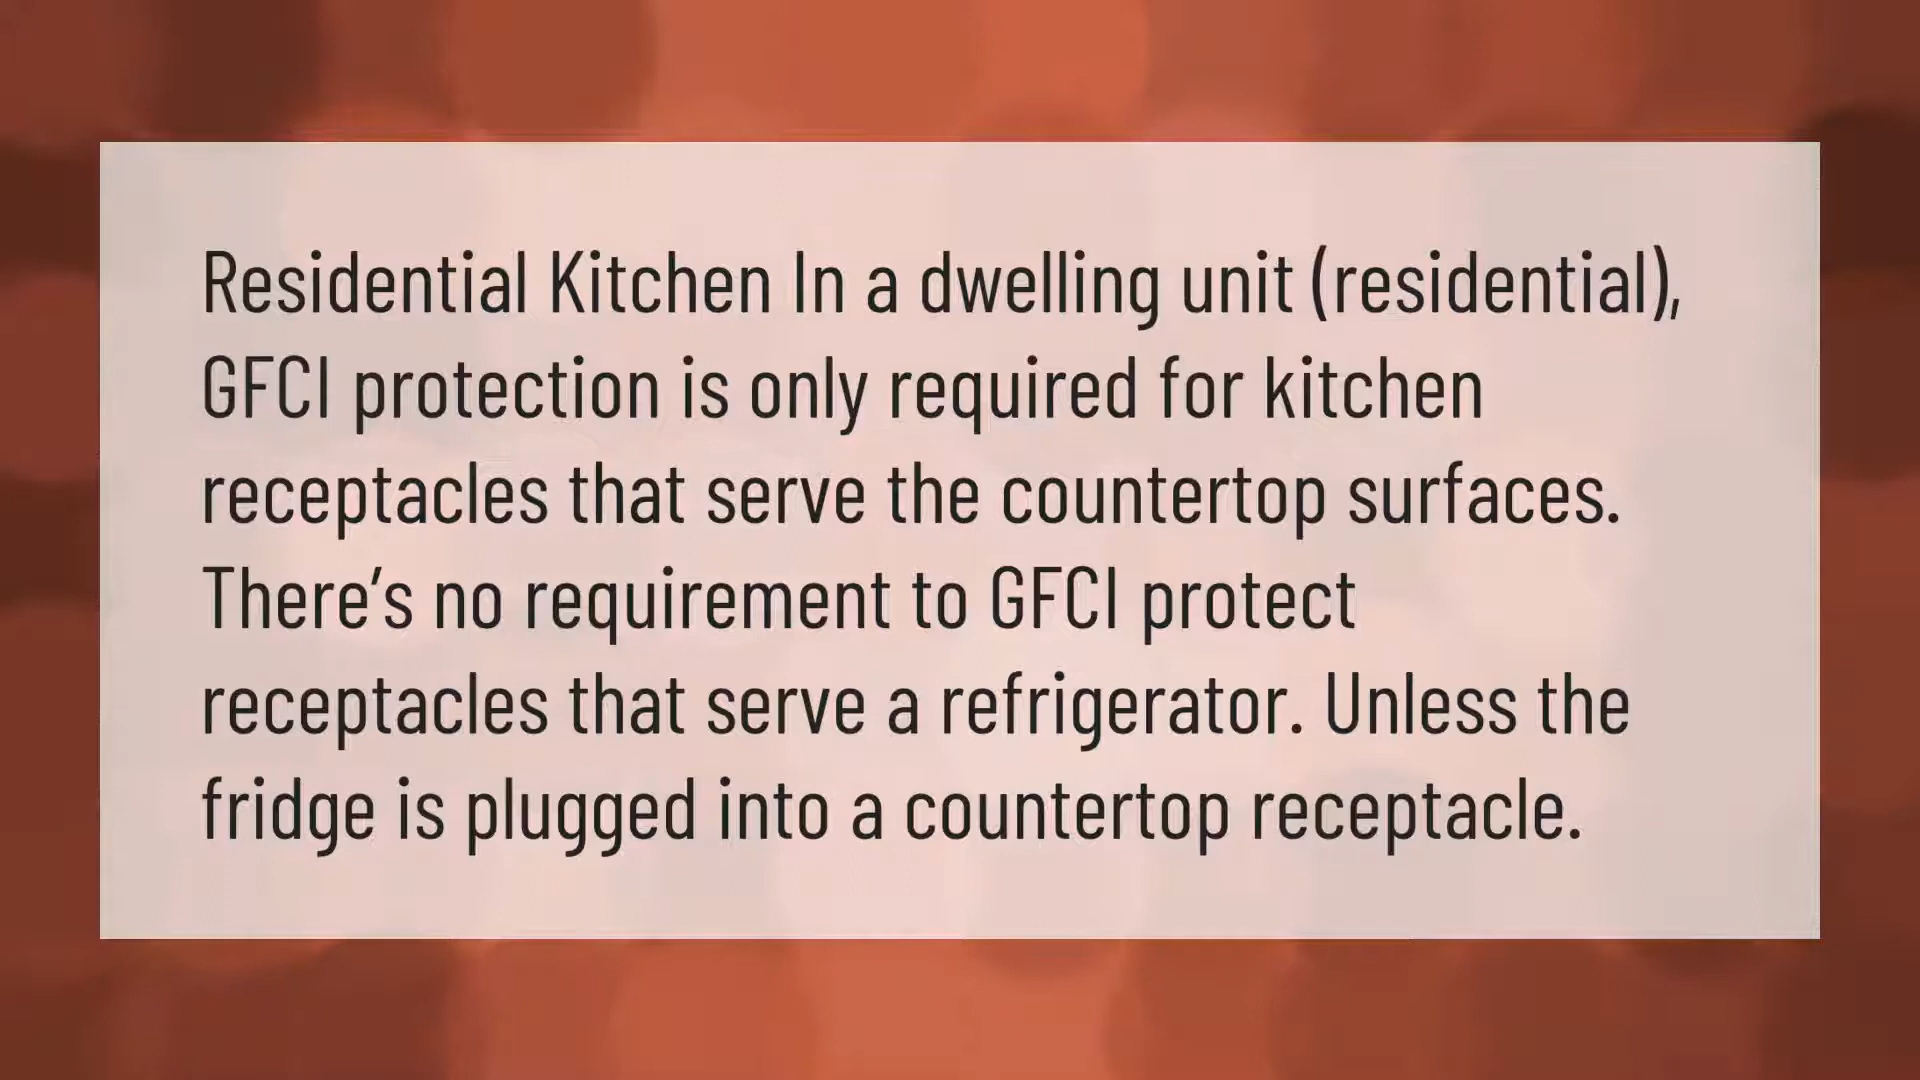 Residential Kitchen In a dwelling unit (residential),
GFCI protection is only required for kitchen
receptacles that serve the countertop surfaces.
There’s no requirement to GFCI protect
receptacles that serve a refrigerator. Unless the
fridge is plugged into a countertop receptacle.